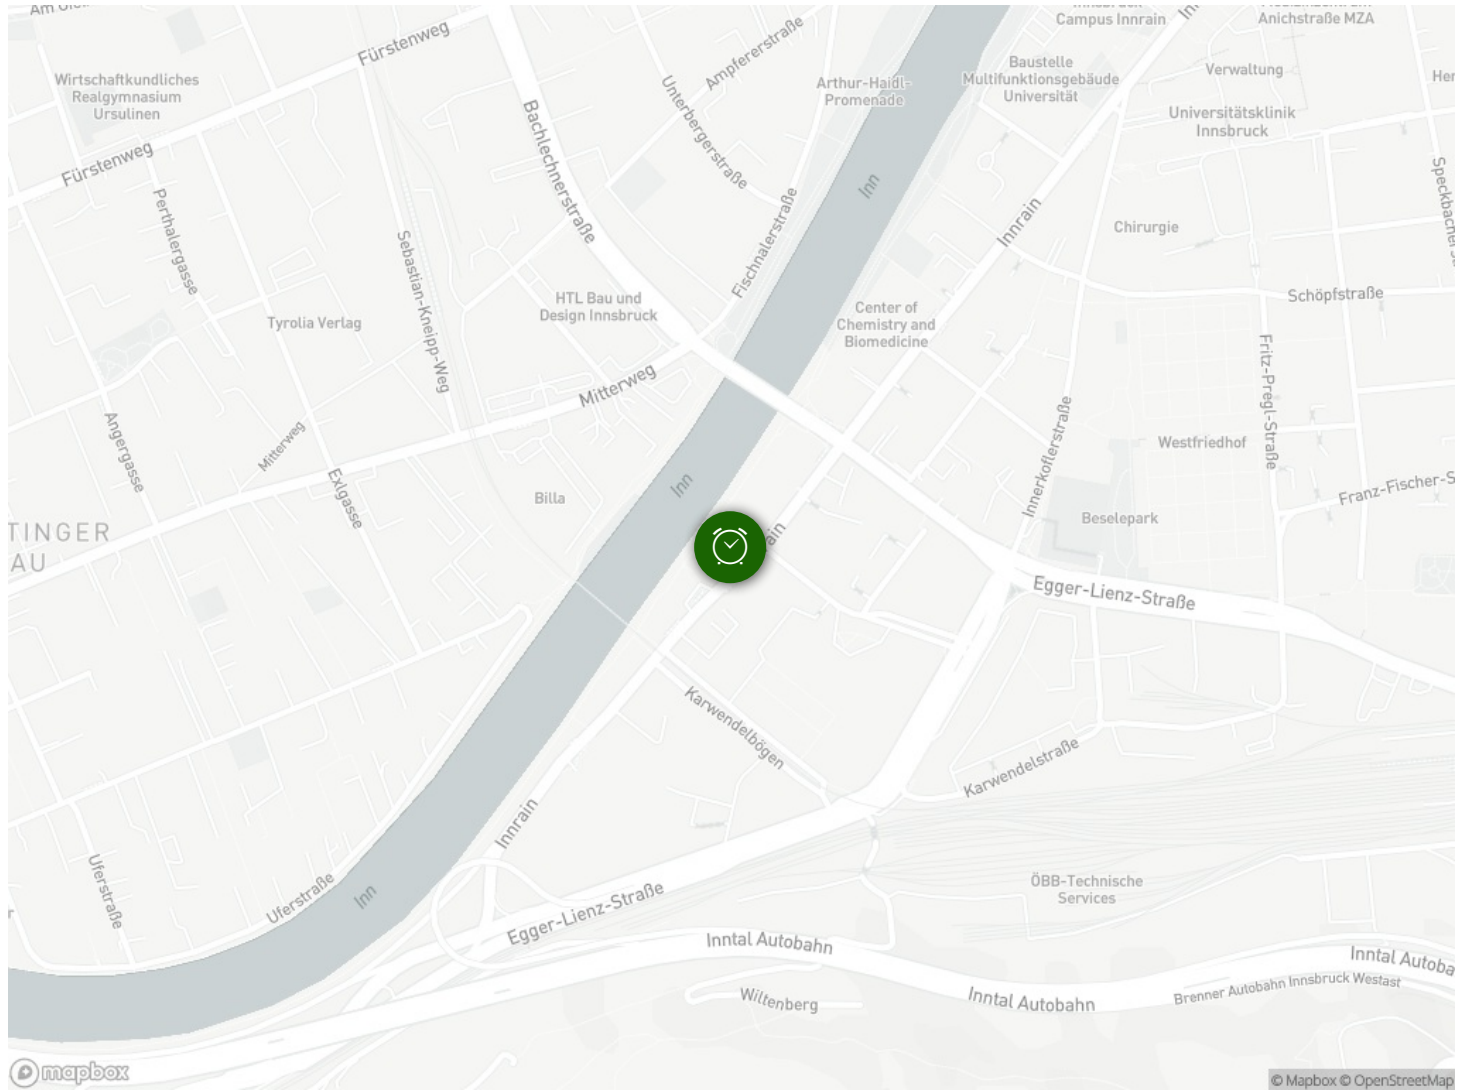 Fürstenweg
Ampfererstraße
Campus Innrain
Anichstraße MZA
Wirtschaftkundliches
Realgymnasium
Ursulinen
Unterbergerstraße
Arthur-Haidl-
Promenade
Baustelle
Multifunktionsgebäude
Universität
Verwaltung
Universitätsklinik
Innsbruck
Fürstenweg
Bachlechnerstraße
Inn
Perthalergasse
Sebastian-Kneipp-Weg
Fischnalerstraße
Innrain
Chirurgie
HTL Bau und
Design Innsbruck
Tyrolia Verlag
Center of
Chemistry and
Biomedicine
Schöpfstraße
Fritz-Pregl-Straße
Mitterweg
Angergasse
Mitterweg
Exlgasse
Innerkoflerstraße
Westfriedhof
Billa
Inn
Beselepark
Franz-Fischer-S
TINGER
AU
Egger-Lienz-Straße
Karwendelbögen
Karwendelstraße
Innrain
Uferstraße
Uferstraße
Inn
Egger-Lienz-Straße
ÖBB-Technische
Services
Inntal Autobahn
Inntal Autoba
Wiltenberg
Inntal Autobahn
Brenner Autobahn Innsbruck Westast
mapbox
© Mapbox © OpenStreetMap